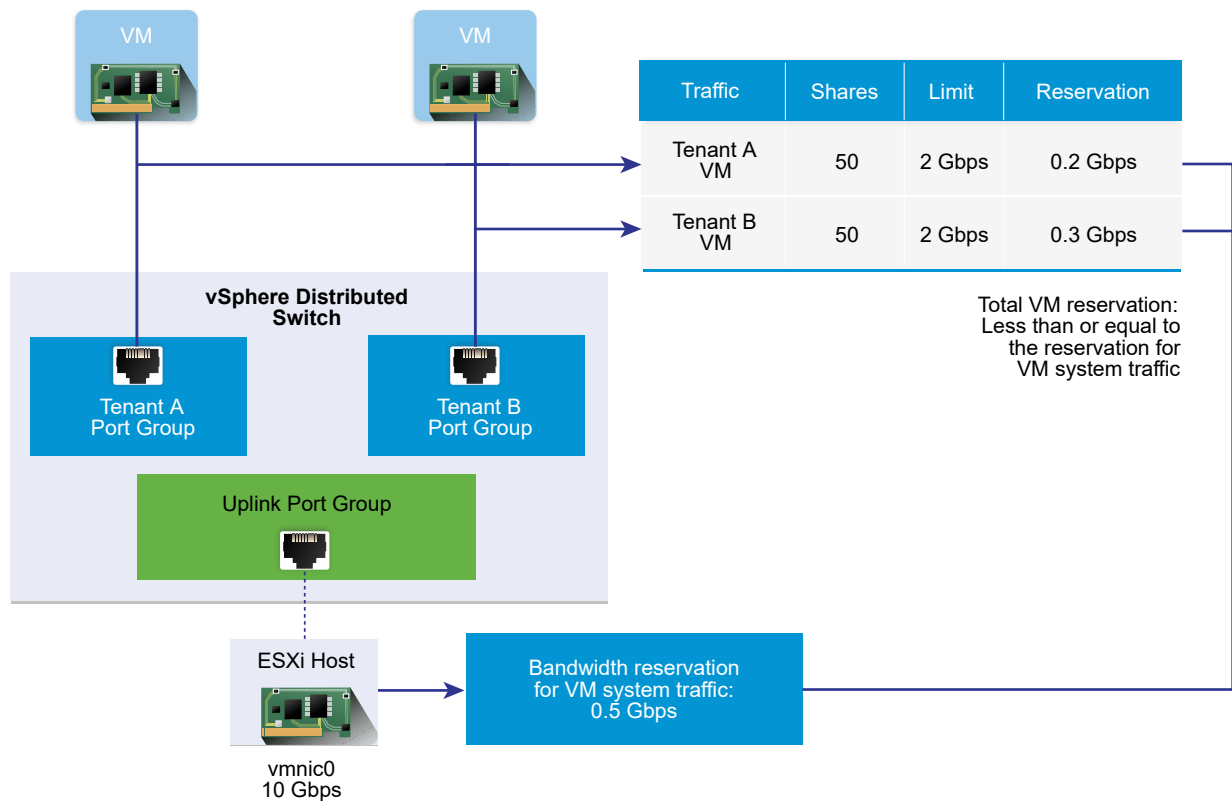 VM
VM
Traffic Shares Limit Reservation
Tenant A
VM
50 2 Gbps 0.2 Gbps
Tenant B
VM
50 2 Gbps 0.3 Gbps
Total VM reservation:
Less than or equal to
the reservation for
VM system traffic
vSphere Distributed
Switch
Tenant A
Port Group
Tenant B
Port Group
Uplink Port Group
ESXi Host
vmnic0
10 Gbps
Bandwidth reservation
for VM system traffic:
0.5 Gbps